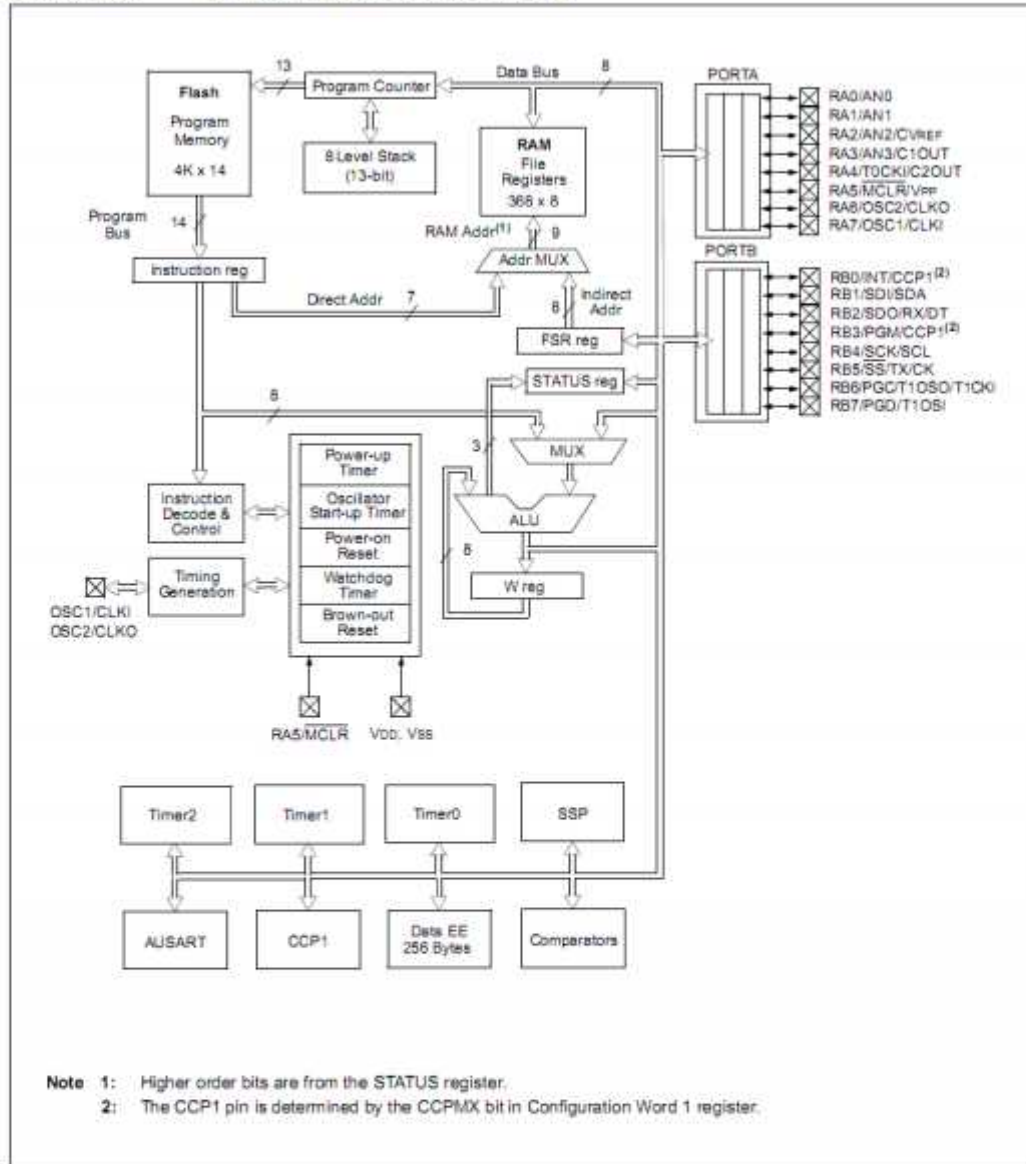 13
Program Counter
Data Bus
8
Flash
Program
Memory
4K x 14
8 Level Stack
(13-bit)
RAM
File
Registers
368 x 8
PORTA
RA0/AN0
RA1/AN1
RA2/AN2/CVREF
RA3/AN3/C1OUT
RA4/T0CKI/C2OUT
RA5/MCLR/VPP
RA6/OSC2/CLKO
RA7/OSC1/CLKI
Program
Bus
14
RAM Addr(1)
9
Addr MUX
Instruction reg
Direct Addr
7
8
Indirect
Addr
FSR reg
STATUS reg
PORTB
RB0/INT/CCP1(2)
RB1/SDI/SDA
RB2/SDO/RX/DT
RB3/PGM/CCP1(2)
RB4/SCK/SCL
RB5/SS/TX/CK
RB6/PGC/T1OSO/T1CKI
RB7/PGD/T1OSI
8
3
MUX
ALU
8
W reg
Power-up
Timer
Oscillator
Start-up Timer
Power-on
Reset
Watchdog
Timer
Brown-out
Reset
Instruction
Decode &
Control
Timing
Generation
OSC1/CLKI
OSC2/CLKO
RA5/MCLR
VDD, VSS
Timer2
Timer1
Timer0
SSP
AUSART
CCP1
Data EE
256 Bytes
Comparators
Note 1: Higher order bits are from the STATUS register.
2: The CCP1 pin is determined by the CCPMX bit in Configuration Word 1 register.